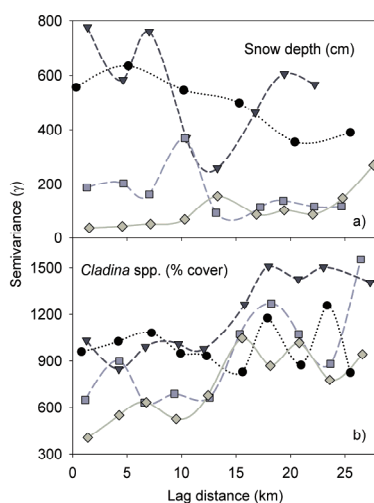 800
600
400
200
0
Snow depth (cm)
a)
Semivariance (γ)
1500
1200
900
600
300
Cladina spp. (% cover)
b)
0 5 10 15 20 25
Lag distance (km)